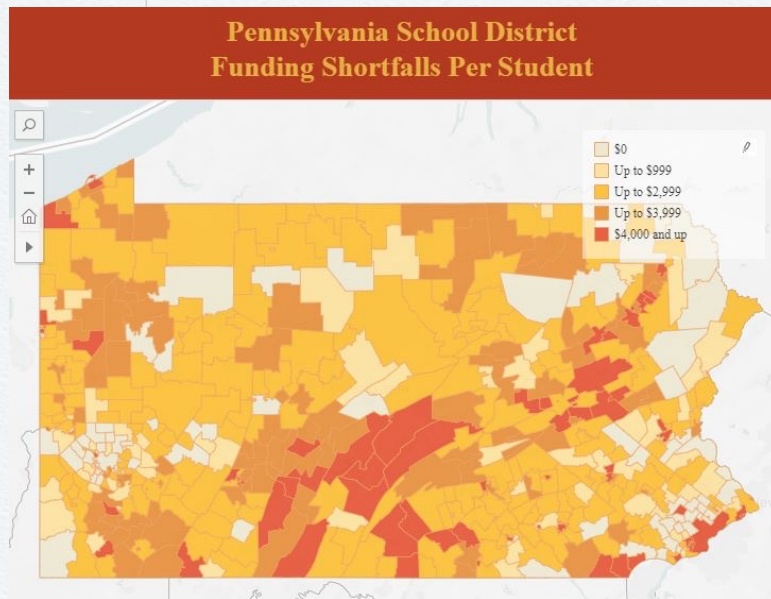 Pennsylvania School District
Funding Shortfalls Per Student
$0
Up to $999
Up to $2,999
Up to $3,999
$4,000 and up